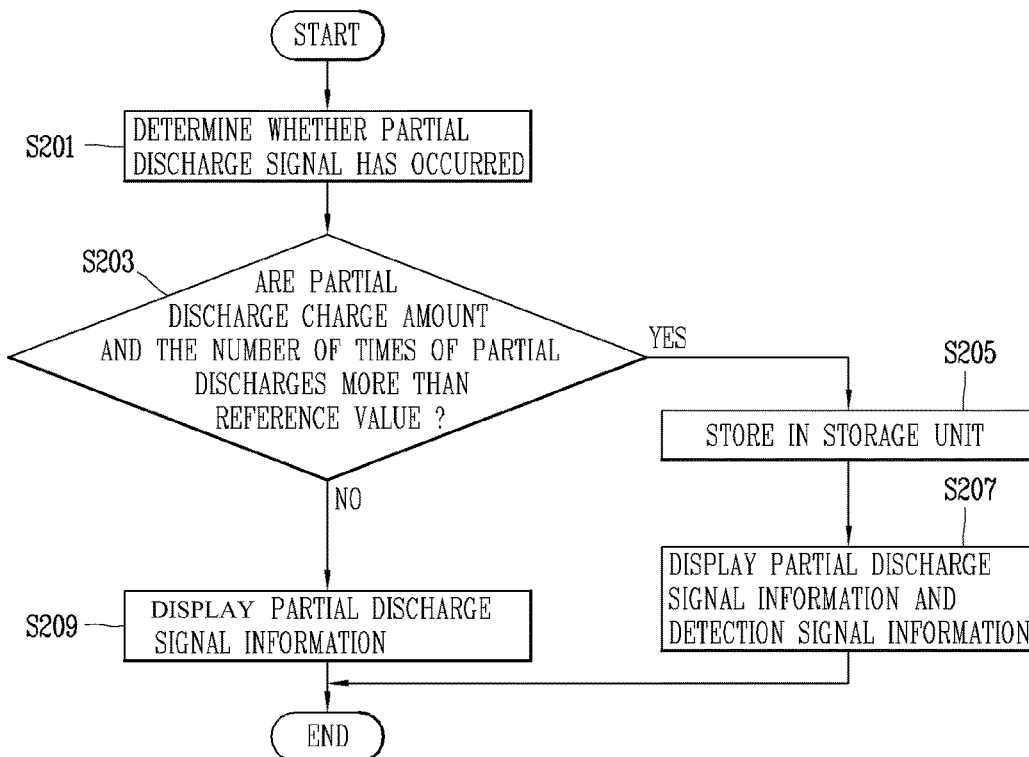 START
S201
DETERMINE WHETHER PARTIAL
DISCHARGE SIGNAL HAS OCCURRED
S203
ARE PARTIAL
DISCHARGE CHARGE AMOUNT
AND THE NUMBER OF TIMES OF PARTIAL
DISCHARGES MORE THAN
REFERENCE VALUE ?
YES
S205
STORE IN STORAGE UNIT
S207
DISPLAY PARTIAL DISCHARGE
SIGNAL INFORMATION AND
DETECTION SIGNAL INFORMATION
NO
S209
DISPLAY PARTIAL DISCHARGE
SIGNAL INFORMATION
END